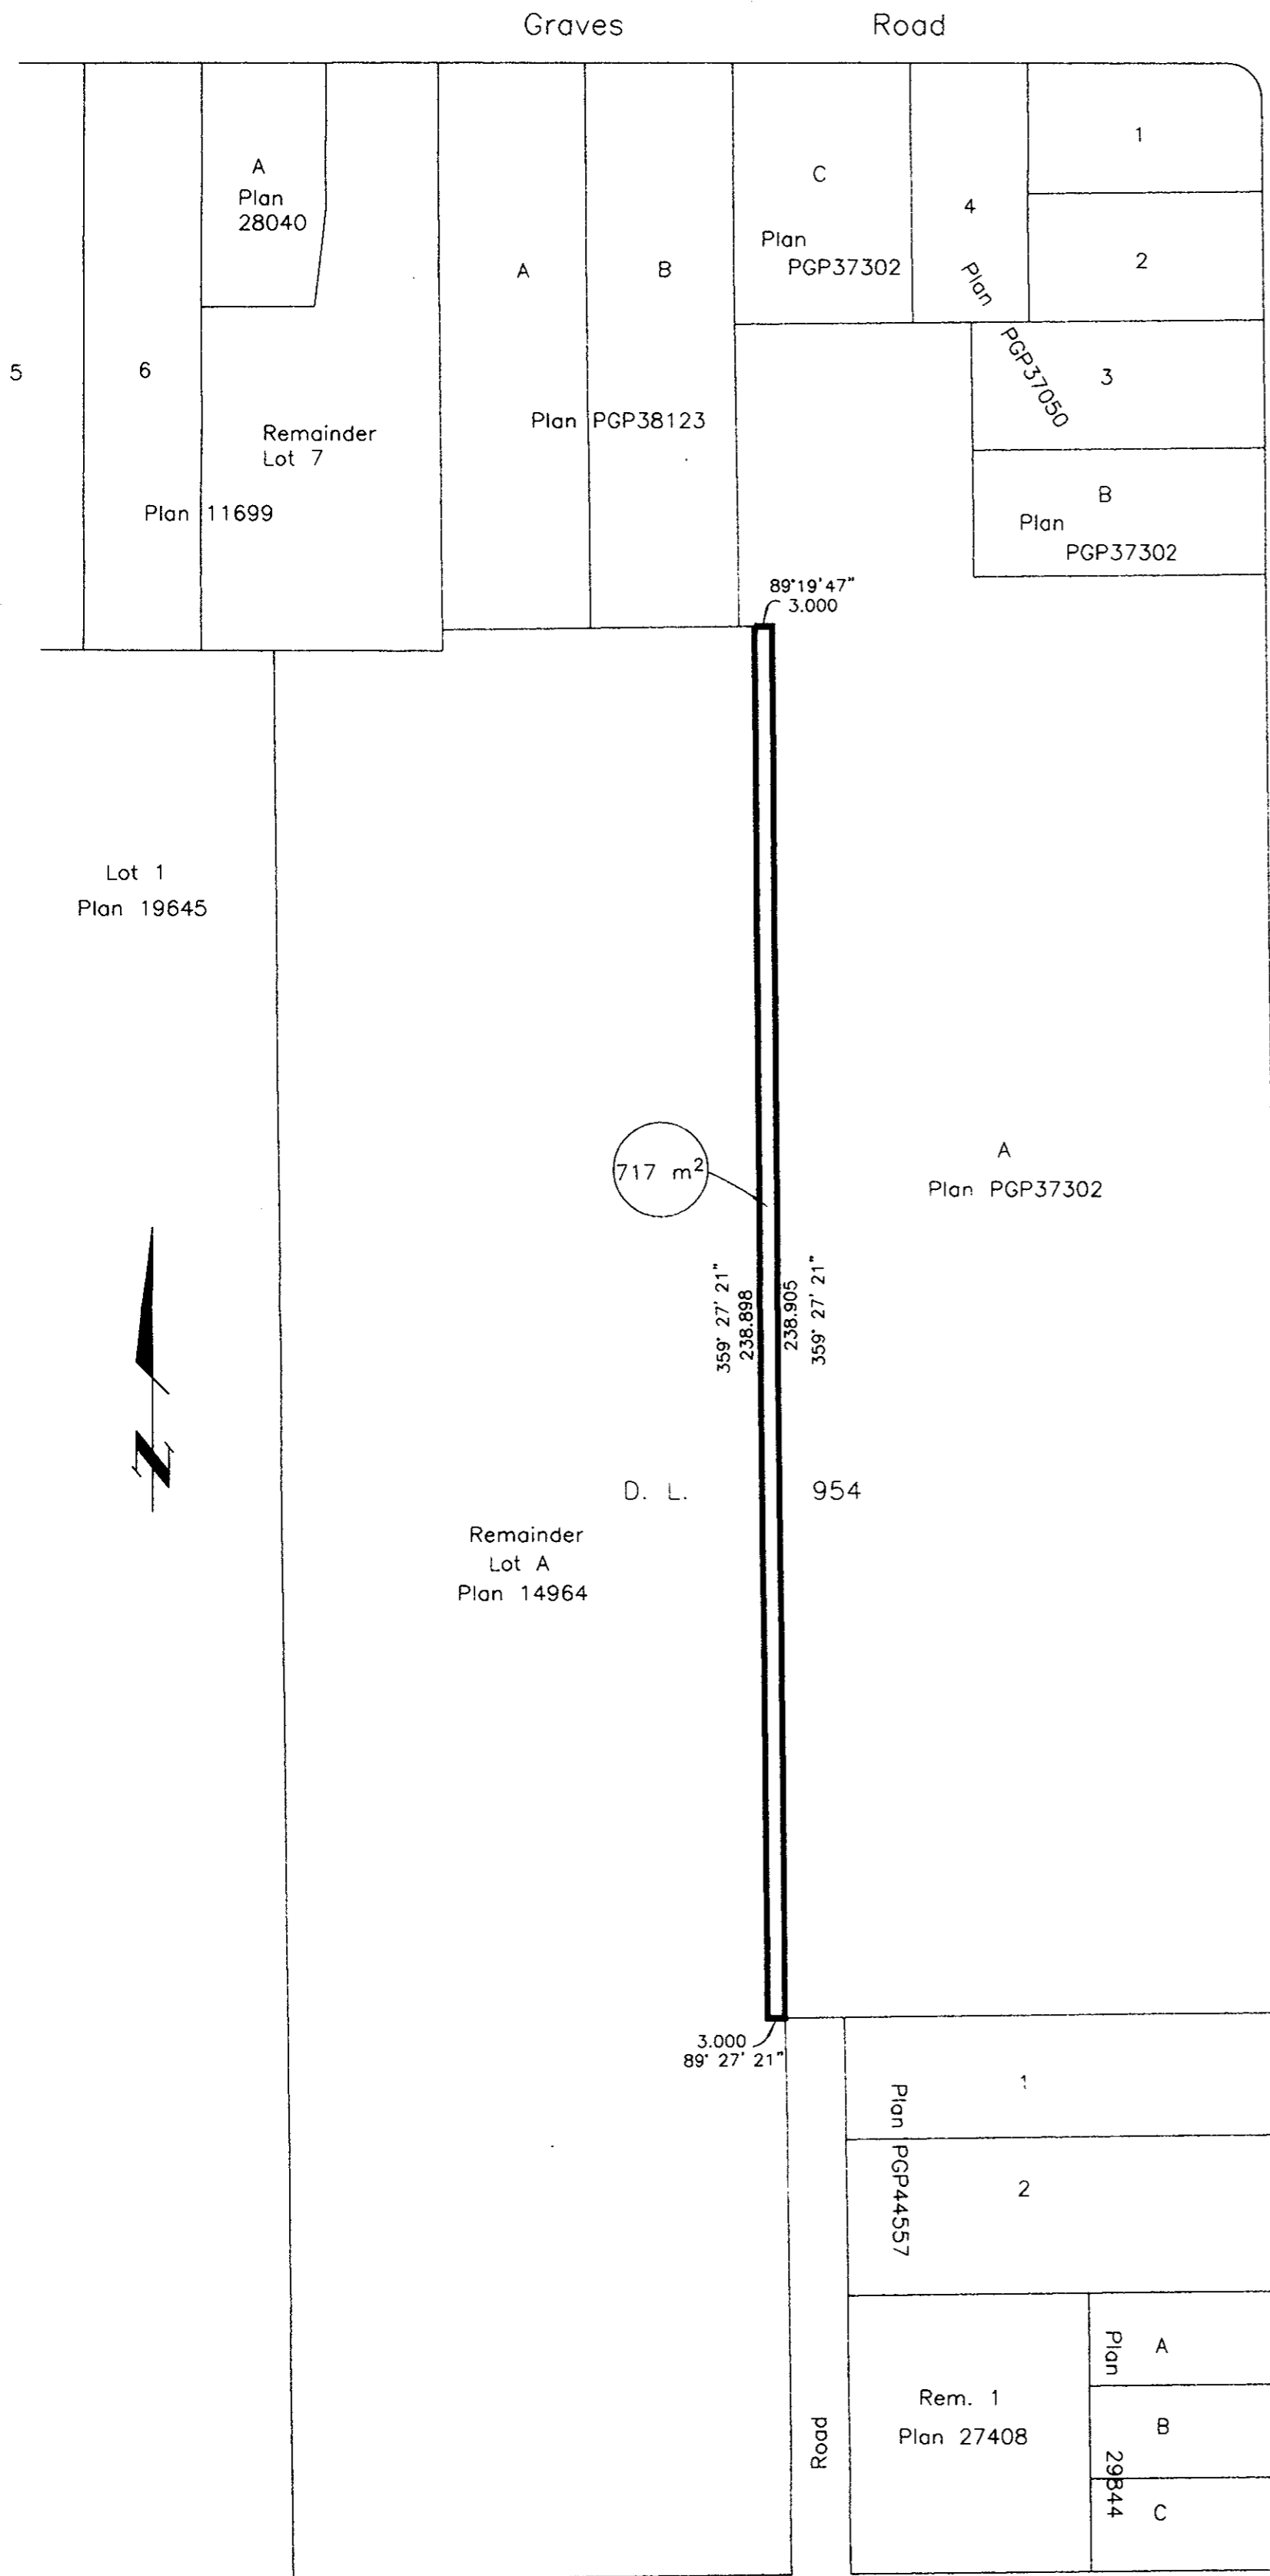 Graves Road
A
Plan
28040
C
Plan
PGP37302
4
Plan
PGP37050
1
2
3
5
6
A
B
Plan PGP38123
Remainder
Lot 7
Plan 11699
B
Plan
PGP37302
89°19'47"
3.000
Lot 1
Plan 19645
717 m²
A
Plan PGP37302
359° 27' 21"
238.898
238.905
359° 27' 21"
N
D. L. 954
Remainder
Lot A
Plan 14964
3.000
89° 27' 21"
1
Plan PGP44557
2
Road
Rem. 1
Plan 27408
Plan 29844
A
B
C